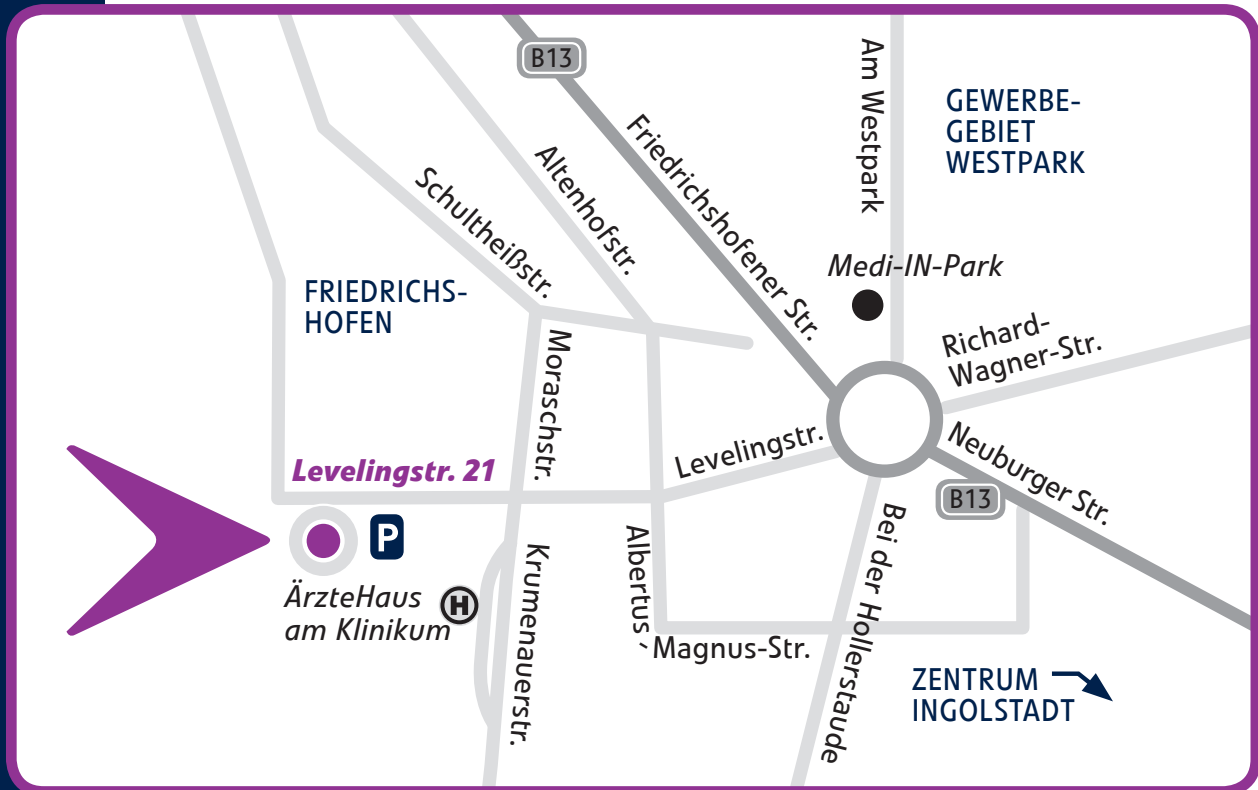 B13
Am Westpark
GEWERBE-
GEBIET
WESTPARK
Friedrichshofener Str.
Altenhofstr.
Schultheißstr.
Medi-IN-Park
FRIEDRICHS-
HOFEN
Richard-
Wagner-Str.
Moraschstr.
Levelingstr.
Neuburger Str.
Levelingstr. 21
B13
P
Bei der Hollerstaude
Albertus-
Magnus-Str.
Krumenauerstr.
ÄrzteHaus
am Klinikum
H
ZENTRUM
INGOLSTADT